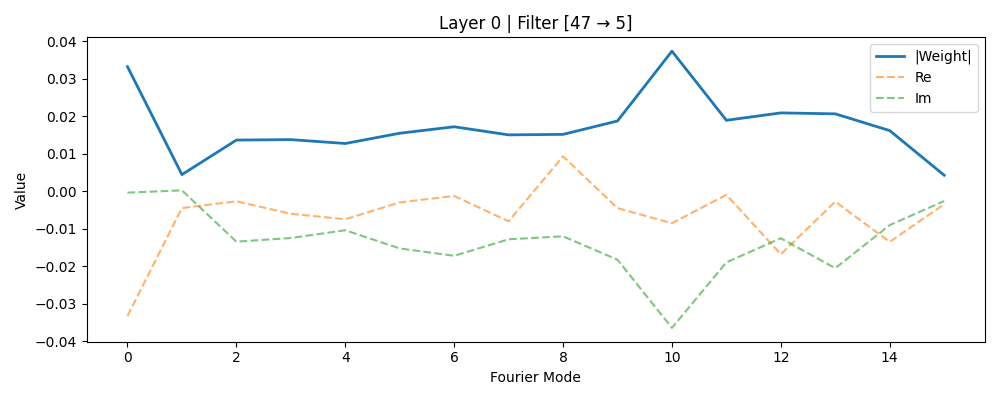 Layer 0 | Filter [47 → 5]
0.04
0.03
0.02
0.01
0.00
−0.01
−0.02
−0.03
−0.04
Value
|Weight|
Re
Im
0 2 4 6 8 10 12 14
Fourier Mode